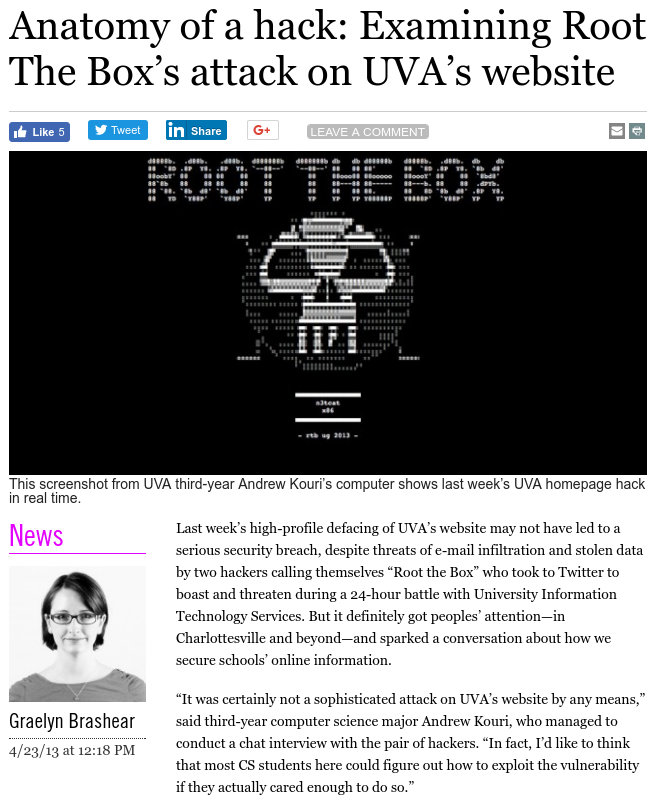 Anatomy of a hack: Examining Root
The Box’s attack on UVA’s website
Like 5
Tweet
in Share
G+
LEAVE A COMMENT
ROOT THE BOX
n3tcat
x86
- rtb ug 2013 -
This screenshot from UVA third-year Andrew Kouri’s computer shows last week’s UVA homepage hack
in real time.
News
Graelyn Brashear
4/23/13 at 12:18 PM
Last week’s high-profile defacing of UVA’s website may not have led to a
serious security breach, despite threats of e-mail infiltration and stolen data
by two hackers calling themselves “Root the Box” who took to Twitter to
boast and threaten during a 24-hour battle with University Information
Technology Services. But it definitely got peoples’ attention—in
Charlottesville and beyond—and sparked a conversation about how we
secure schools’ online information.
“It was certainly not a sophisticated attack on UVA’s website by any means,”
said third-year computer science major Andrew Kouri, who managed to
conduct a chat interview with the pair of hackers. “In fact, I’d like to think
that most CS students here could figure out how to exploit the vulnerability
if they actually cared enough to do so.”